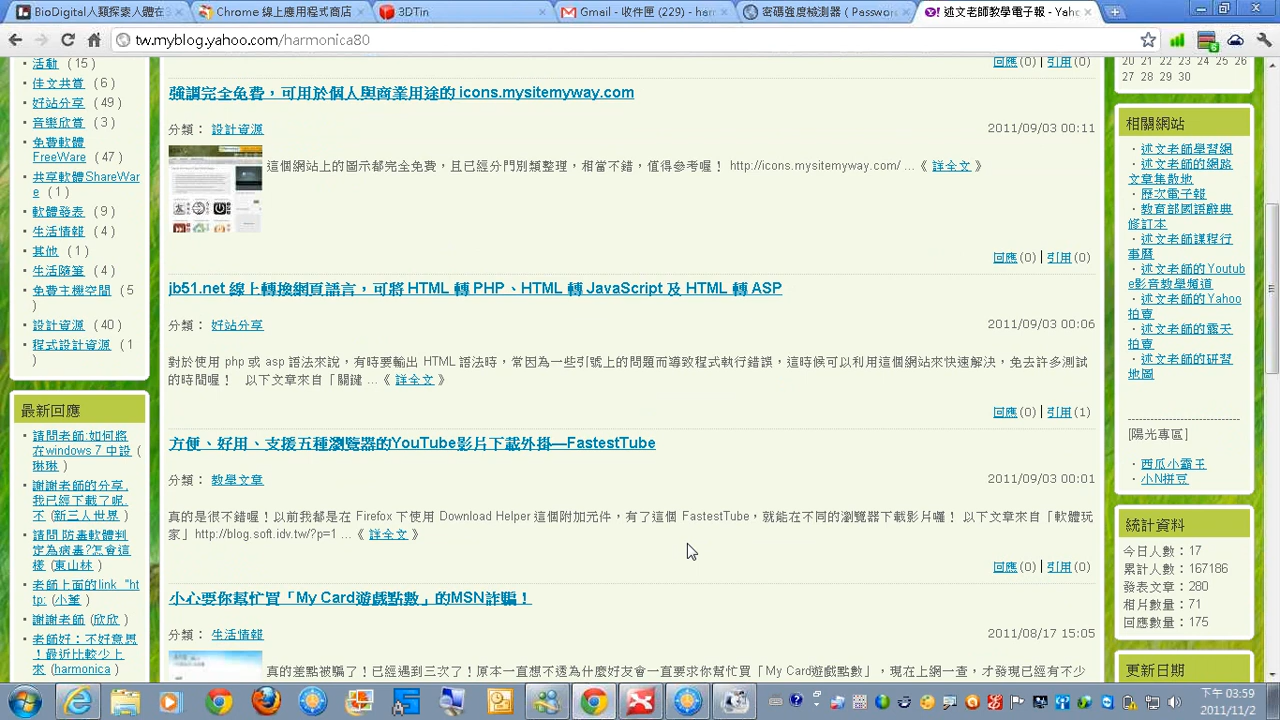 BioDigital人類探索人體在
Chrome 線上應用程式商店
3DTin
Gmail - 收件匣 (229) - harm
密碼強度檢測器 ( Passwor
述文老師教學電子報 - Yaho
tw.myblog.yahoo.com/harmonica80
活動 ( 15 )
佳文共賞 ( 6 )
好站分享 ( 49 )
音樂欣賞 ( 3 )
免費軟體
FreeWare ( 47 )
共享軟體ShareWar
e ( 1 )
軟體發表 ( 9 )
生活情報 ( 4 )
其他 ( 1 )
生活隨筆 ( 4 )
免費主機空間 ( 5
)
設計資源 ( 40 )
程式設計資源 ( 1
)
最新回應
請問老師:如何將
在windows 7 中設 (
琳琳 )
謝謝老師的分享,
我已經下載了呢,
不 (新三人世界 )
請問 防毒軟體判
定為病毒?怎會這
樣 (東山林 )
老師上面的link "ht
tp: (小筆 )
謝謝老師 (欣欣 )
老師好：不好意思
！最近比較少上
來 (harmonica )
回應(0) | 引用(0)
強調完全免費，可用於個人與商業用途的 icons.mysitemyway.com
分類： 設計資源
2011/09/03 00:11
這個網站上的圖示都完全免費，且已經分門別類整理，相當不錯，值得參考喔！ http://icons.mysitemyway.com/ ...《 詳全文 》
回應(0) | 引用(0)
jb51.net 線上轉換網頁語言，可將 HTML 轉 PHP、HTML 轉 JavaScript 及 HTML 轉 ASP
分類： 好站分享
2011/09/03 00:06
對於使用 php 或 asp 語法來說，有時要輸出 HTML 語法時，常因為一些引號上的問題而導致程式執行錯誤，這時候可以利用這個網站來快速解決，免去許多測試
的時間喔！ 以下文章來自「關鍵 ...《 詳全文 》
回應(0) | 引用(1)
方便、好用、支援五種瀏覽器的YouTube影片下載外掛—FastestTube
分類： 教學文章
2011/09/03 00:01
真的是很不錯喔！以前我都是在 Firefox 下使用 Download Helper 這個附加元件，有了這個 FastestTube，就能在不同的瀏覽器下載影片囉！ 以下文章來自「軟體玩
家」http://blog.soft.idv.tw/?p=1 ...《 詳全文 》
回應(0) | 引用(0)
小心要你幫忙買「My Card遊戲點數」的MSN詐騙！
分類： 生活情報
2011/08/17 15:05
真的差點被騙了！已經遇到三次了！原本一直想不透為什麼好友會一直要求你幫忙買「My Card遊戲點數」，現在上網一查，才發現已經有不少
20 21 22 23 24 25 26
27 28 29 30
相關網站
述文老師學習網
述文老師的網路
文章集散地
歷次電子報
教育部國語辭典
修訂本
述文老師課程行
事曆
述文老師的Youtub
e影音教學頻道
述文老師的Yahoo
拍賣
述文老師的露天
拍賣
述文老師的研習
地圖
[陽光專區]
西瓜小霸王
小N拼豆
統計資料
今日人數：17
累計人數：167186
發表文章：280
相片數量：71
回應數量：175
更新日期
下午 03:59
2011/11/2